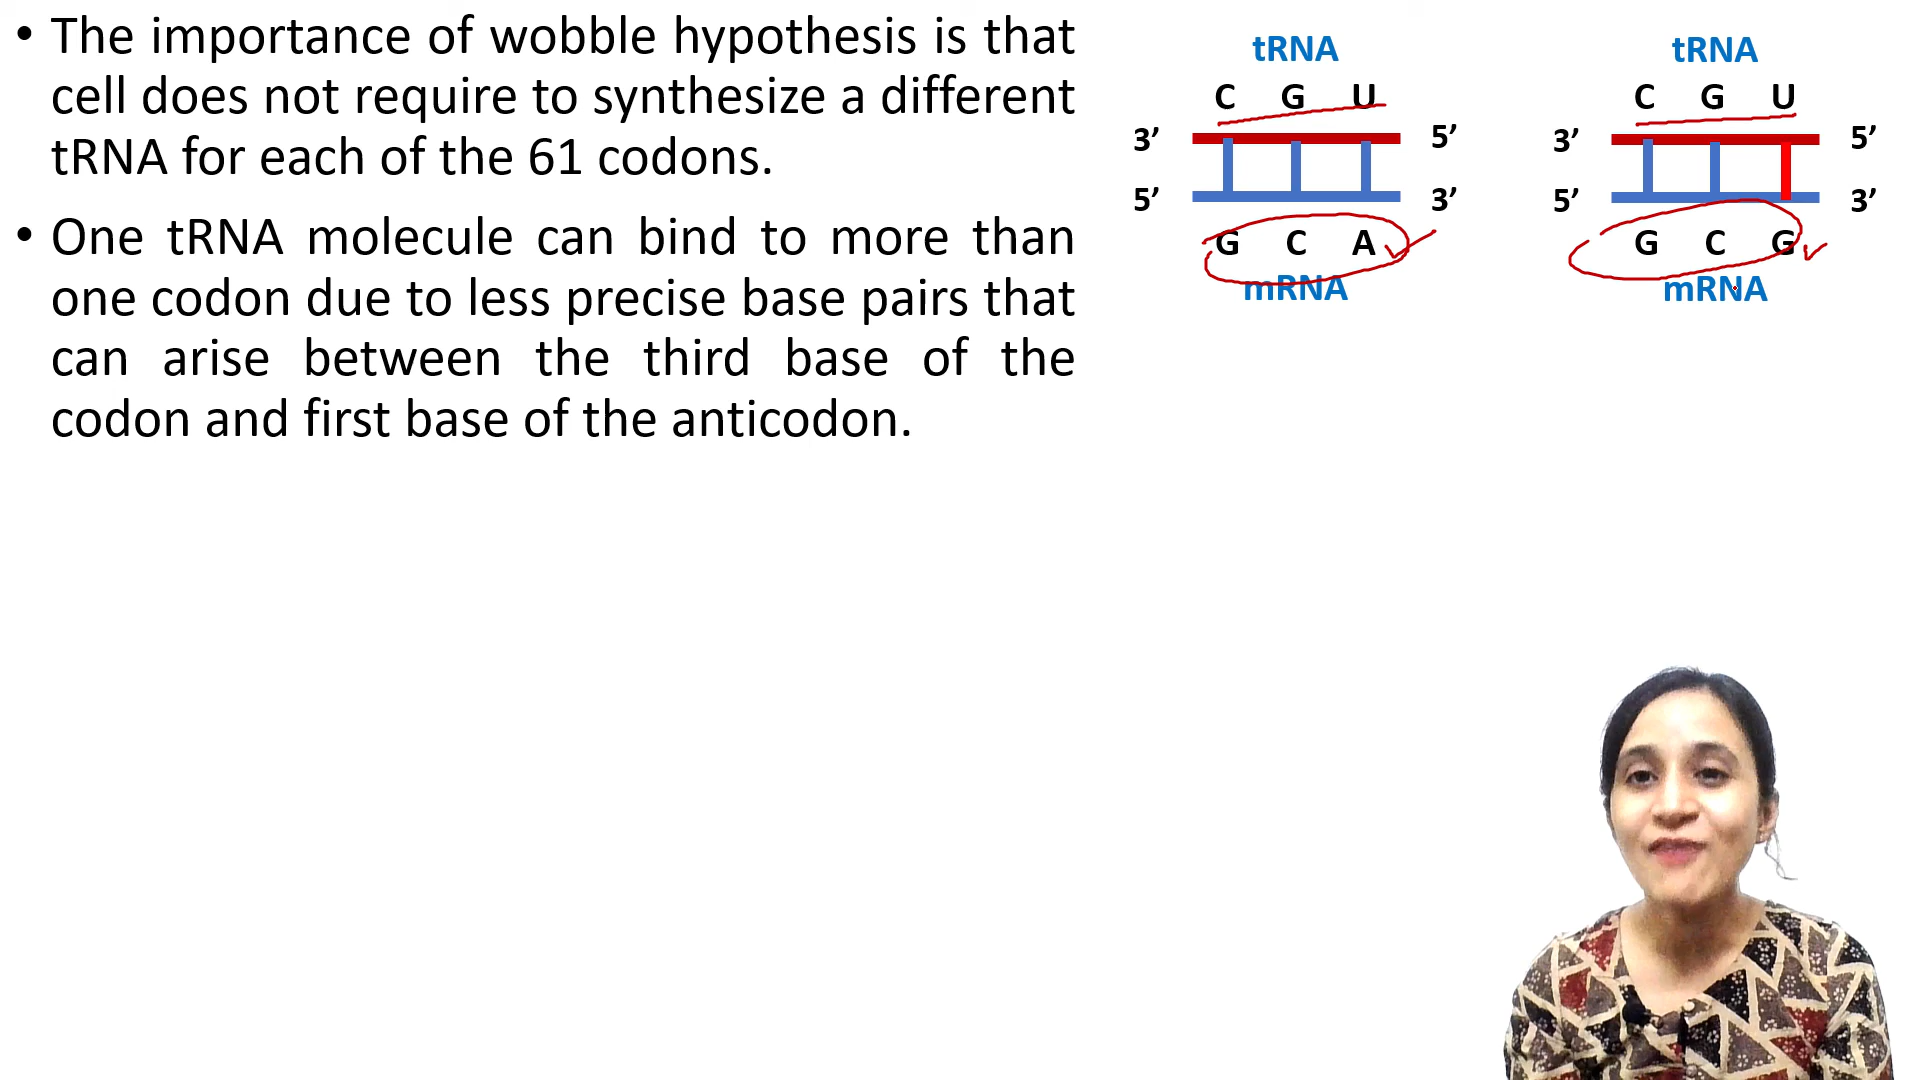 • The importance of wobble hypothesis is that
cell does not require to synthesize a different
tRNA for each of the 61 codons.
• One tRNA molecule can bind to more than
one codon due to less precise base pairs that
can arise between the third base of the
codon and first base of the anticodon.
tRNA
C G U
3’ 5’
5’ 3’
G C A
mRNA
tRNA
C G U
3’ 5’
5’ 3’
G C G
mRNA